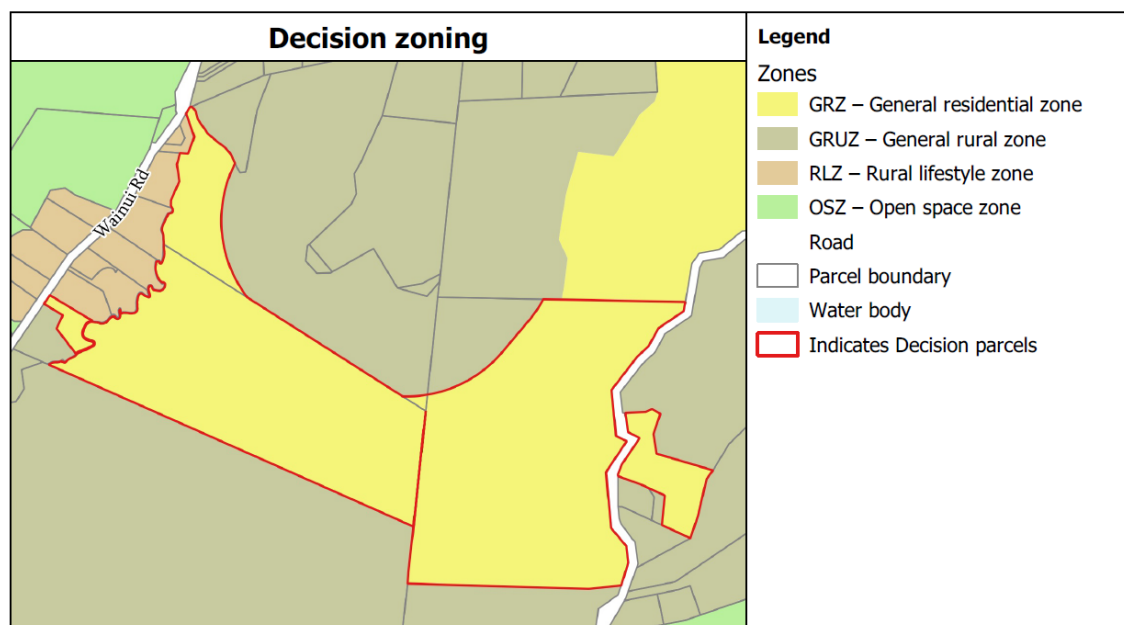 Decision zoning
Wainui Rd
Legend
Zones
GRZ – General residential zone
GRUZ – General rural zone
RLZ – Rural lifestyle zone
OSZ – Open space zone
Road
Parcel boundary
Water body
Indicates Decision parcels